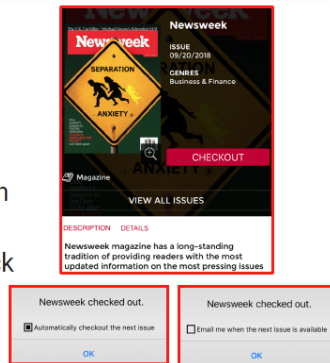 Newsweek
Newsweek
ISSUE
09/20/2018
SEPARATION
GENRES
Business & Finance
ANXIETY
CHECKOUT
Magazine
VIEW ALL ISSUES
DESCRIPTION DETAILS
Newsweek magazine has a long-standing
tradition of providing readers with the most
updated information on the most pressing issues
Newsweek checked out.
Automatically checkout the next issue
OK
Newsweek checked out.
Email me when the next issue is available
OK